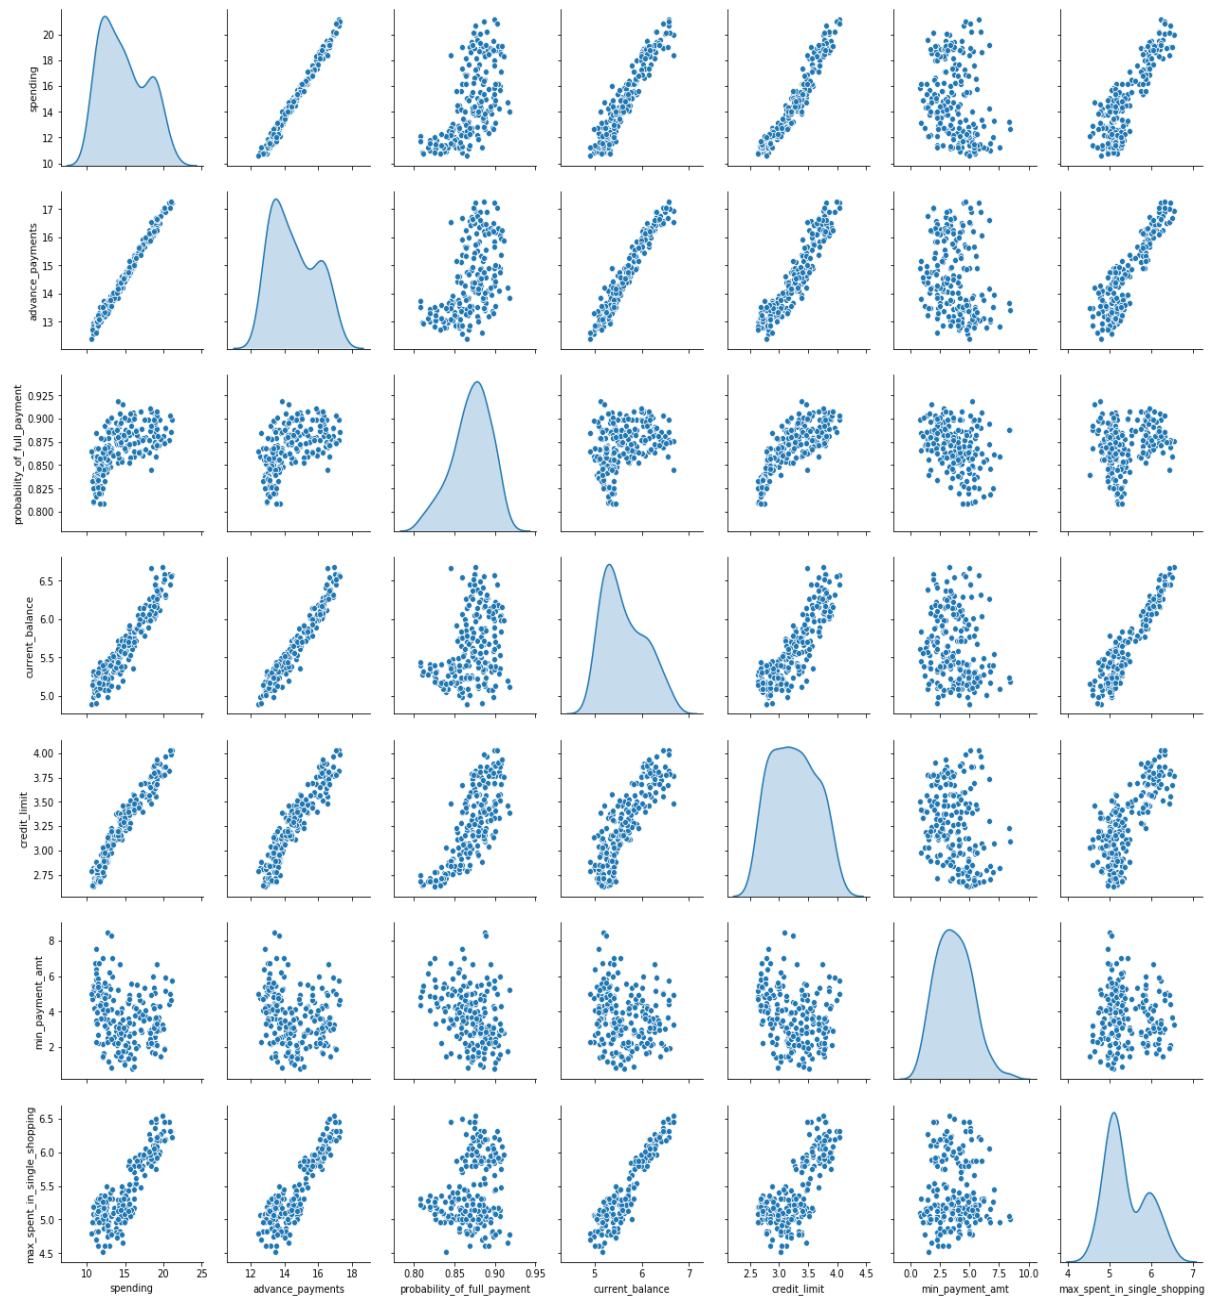 spending
20
18
16
14
12
10
advance_payments
17
16
15
14
13
probability_of_full_payment
0.925
0.900
0.875
0.850
0.825
0.800
current_balance
6.5
6.0
5.5
5.0
credit_limit
4.00
3.75
3.50
3.25
3.00
2.75
min_payment_amt
8
6
4
2
max_spent_in_single_shopping
6.5
6.0
5.5
5.0
4.5
10 15 20 25
spending
12 14 16 18
advance_payments
0.80 0.85 0.90 0.95
probability_of_full_payment
5 6 7
current_balance
2.5 3.0 3.5 4.0 4.5
credit_limit
0.0 2.5 5.0 7.5 10.0
min_payment_amt
4 5 6 7
max_spent_in_single_shopping